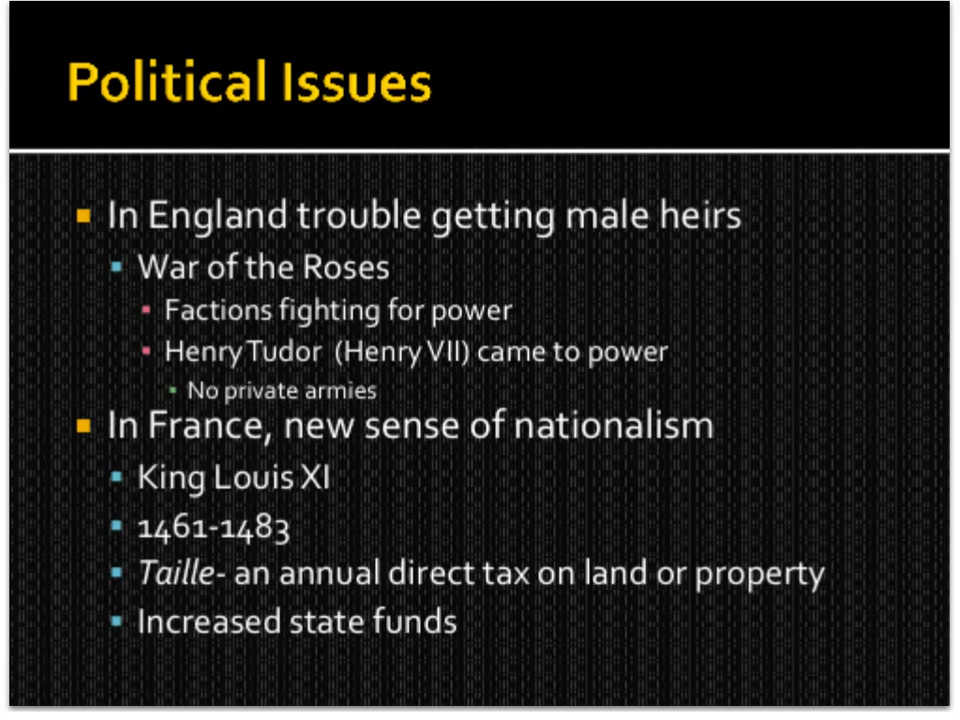 Political Issues
In England trouble getting male heirs
War of the Roses
Factions fighting for power
Henry Tudor (Henry VII) came to power
No private armies
In France, new sense of nationalism
King Louis XI
1461-1483
Taille- an annual direct tax on land or property
Increased state funds